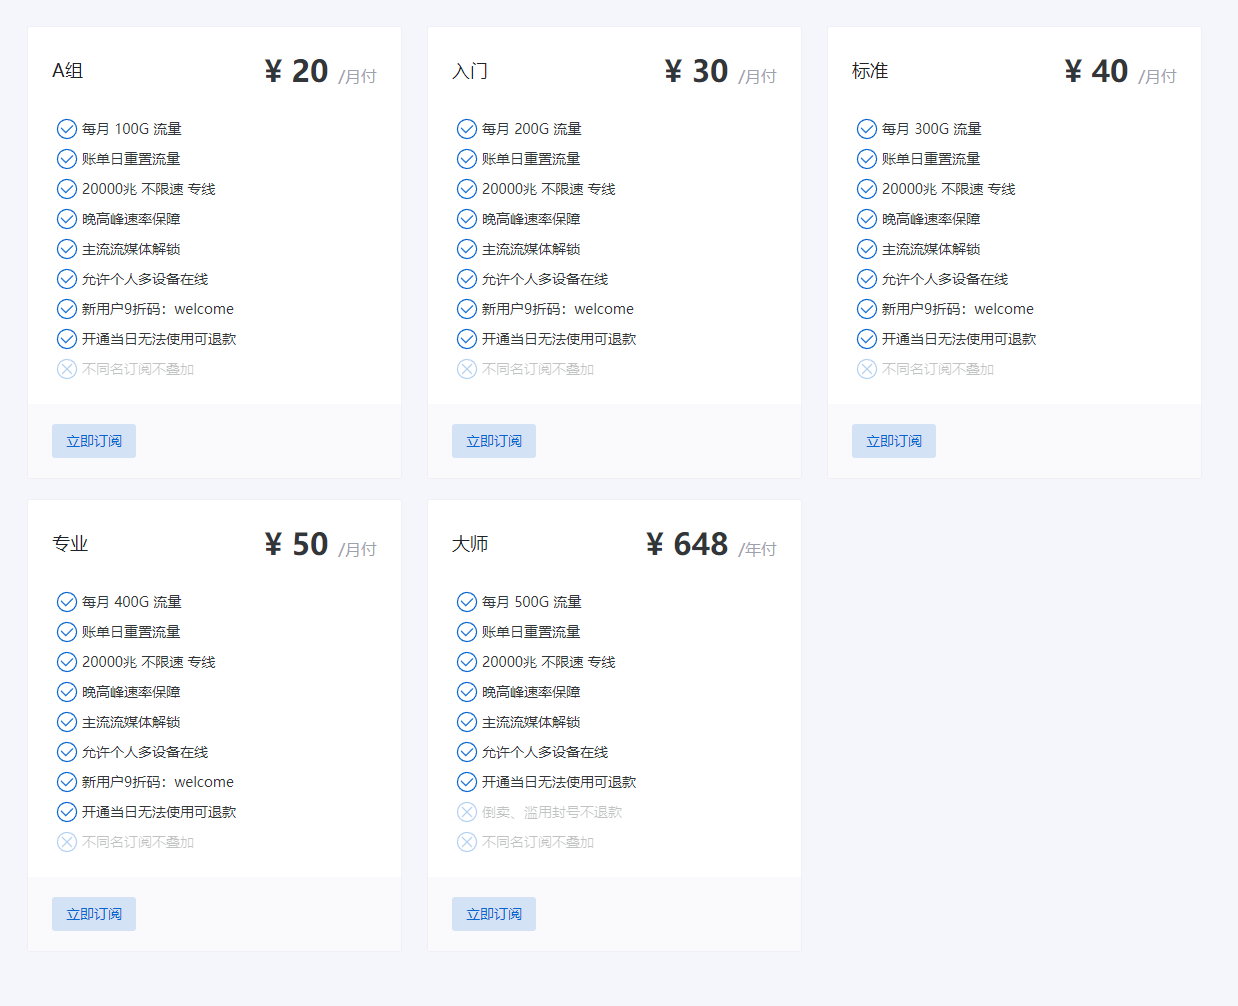 A组
¥ 20 /月付
每月 100G 流量
账单日重置流量
20000兆 不限速 专线
晚高峰速率保障
主流流媒体解锁
允许个人多设备在线
新用户9折码：welcome
开通当日无法使用可退款
不同名订阅不叠加
立即订阅
入门
¥ 30 /月付
每月 200G 流量
账单日重置流量
20000兆 不限速 专线
晚高峰速率保障
主流流媒体解锁
允许个人多设备在线
新用户9折码：welcome
开通当日无法使用可退款
不同名订阅不叠加
立即订阅
标准
¥ 40 /月付
每月 300G 流量
账单日重置流量
20000兆 不限速 专线
晚高峰速率保障
主流流媒体解锁
允许个人多设备在线
新用户9折码：welcome
开通当日无法使用可退款
不同名订阅不叠加
立即订阅
专业
¥ 50 /月付
每月 400G 流量
账单日重置流量
20000兆 不限速 专线
晚高峰速率保障
主流流媒体解锁
允许个人多设备在线
新用户9折码：welcome
开通当日无法使用可退款
不同名订阅不叠加
立即订阅
大师
¥ 648 /年付
每月 500G 流量
账单日重置流量
20000兆 不限速 专线
晚高峰速率保障
主流流媒体解锁
允许个人多设备在线
开通当日无法使用可退款
倒卖、滥用封号不退款
不同名订阅不叠加
立即订阅